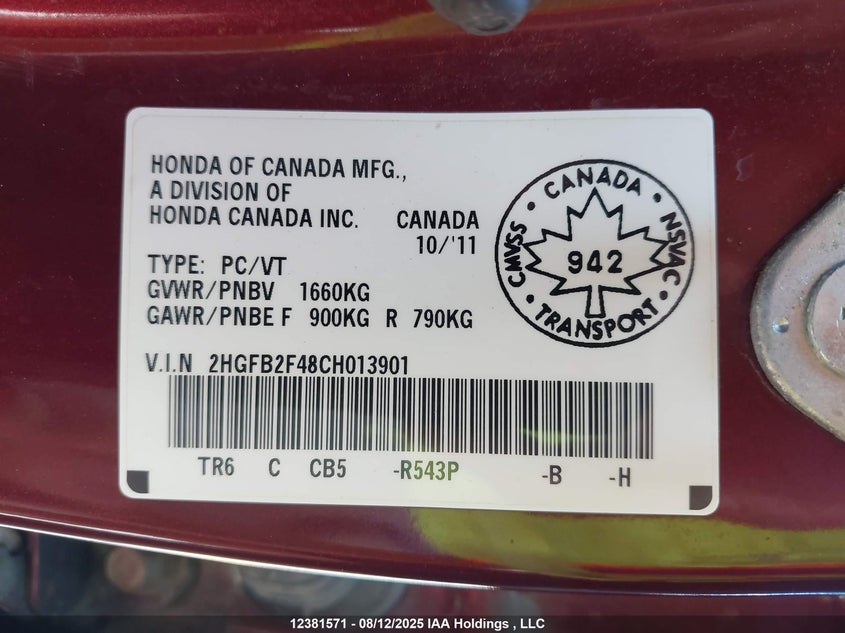 HONDA OF CANADA MFG.,
A DIVISION OF
HONDA CANADA INC. CANADA
10/'11
TYPE: PC/VT
GVWR/PNBV 1660KG
GAWR/PNBE F 900KG R 790KG
V.I.N 2HGFB2F48CH013901
TR6 C CB5 -R543P -B -H
CANADA
CMVSS
NSVAC
942
TRANSPORT
12381571 - 08/12/2025 IAA Holdings , LLC